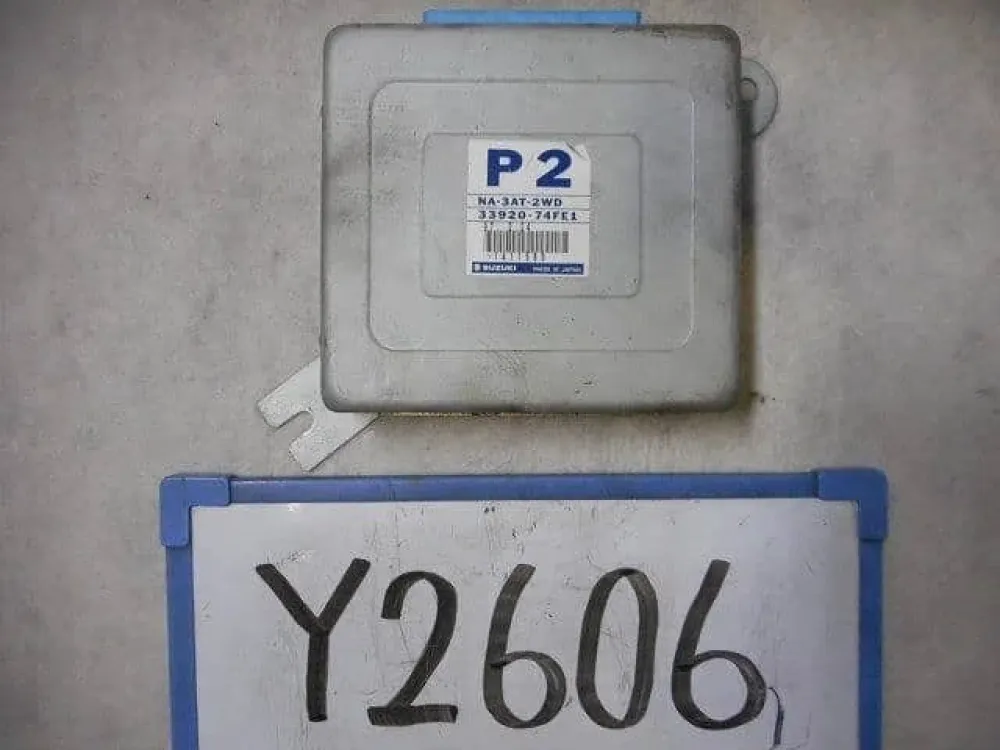 P2
NA-3AT-2WD
33920-74FE1
SUZUKI MADE IN JAPAN
Y2606,